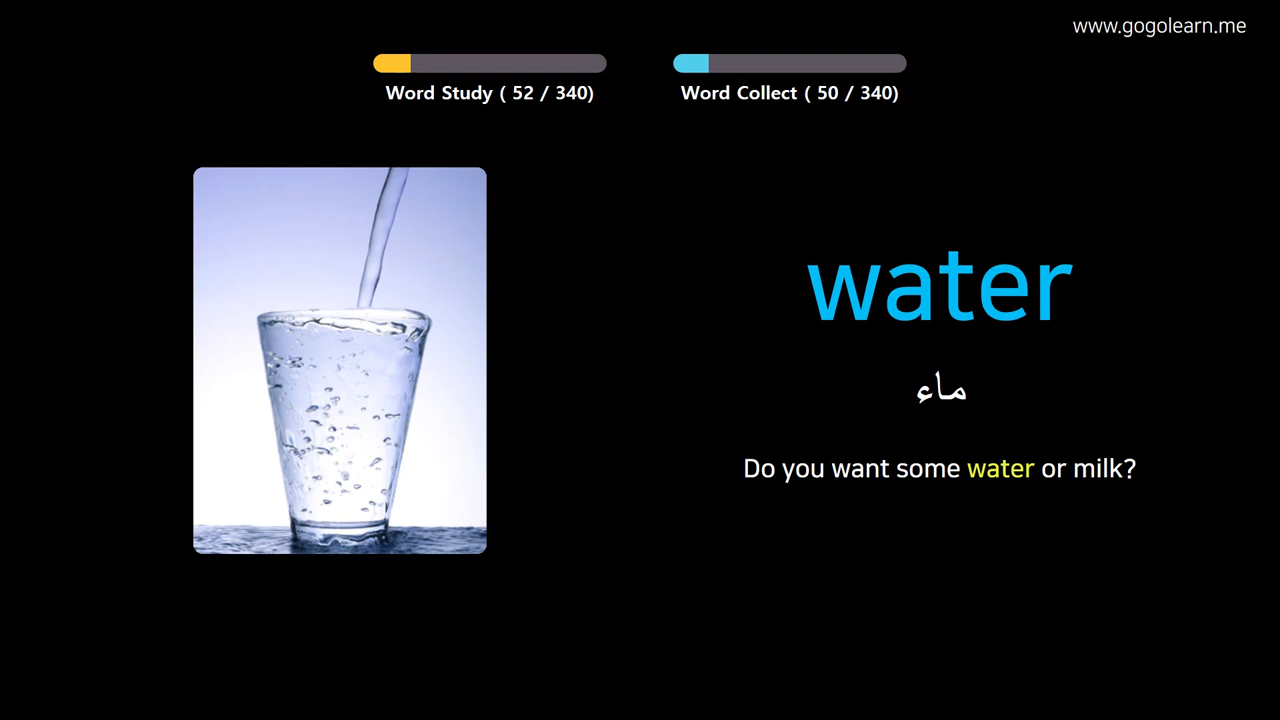 www.gogolearn.me
Word Study ( 52 / 340)
Word Collect ( 50 / 340)
water
ماء
Do you want some water or milk?